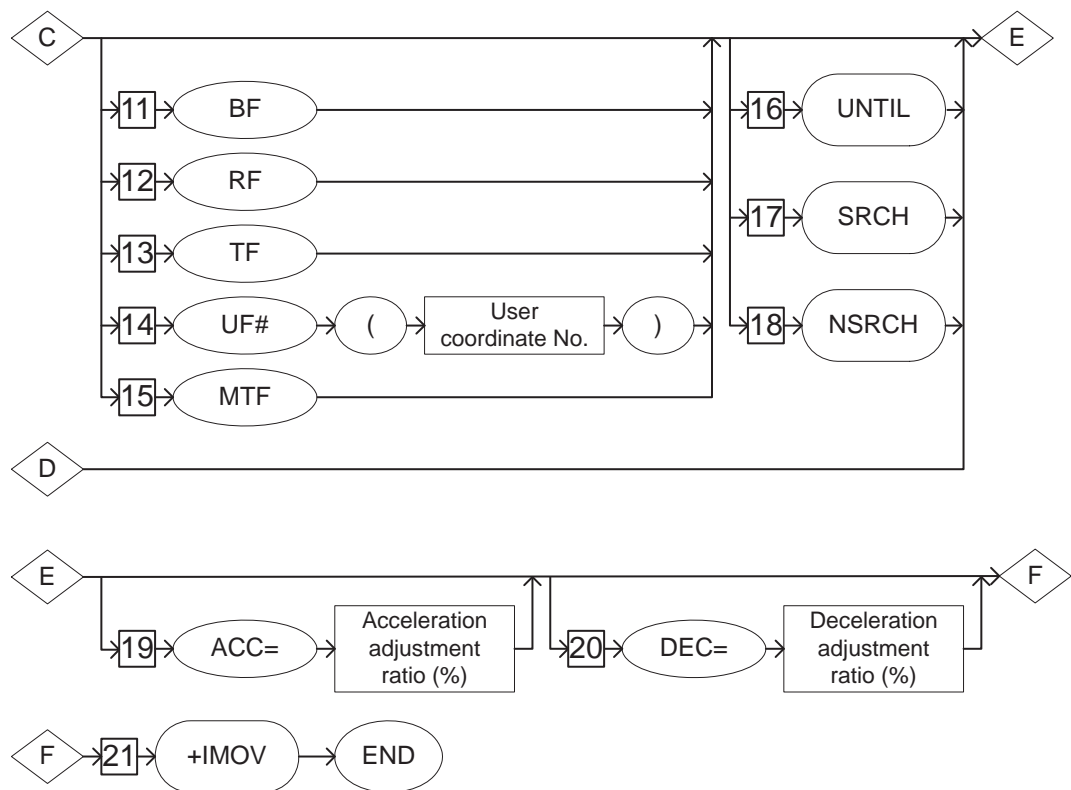 C
E
11
BF
16
UNTIL
12
RF
17
SRCH
13
TF
14
UF#
(
User
coordinate No.
)
18
NSRCH
15
MTF
D
E
F
19
ACC=
Acceleration
adjustment
ratio (%)
20
DEC=
Deceleration
adjustment
ratio (%)
F
21
+IMOV
END